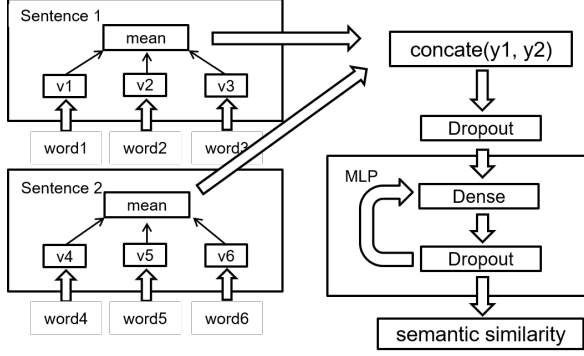 Sentence 1
mean
v1
v2
v3
word1
word2
word3
Sentence 2
mean
v4
v5
v6
word4
word5
word6
concate(y1, y2)
Dropout
MLP
Dense
Dropout
semantic similarity